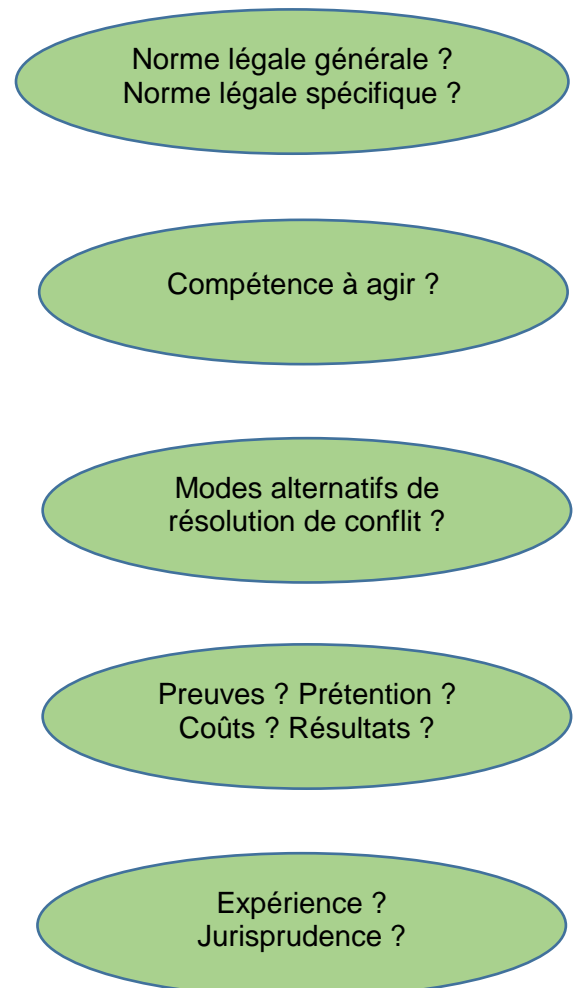 Norme légale générale ?
Norme légale spécifique ?
Compétence à agir ?
Modes alternatifs de
résolution de conflit ?
Preuves ? Prétention ?
Coûts ? Résultats ?
Expérience ?
Jurisprudence ?